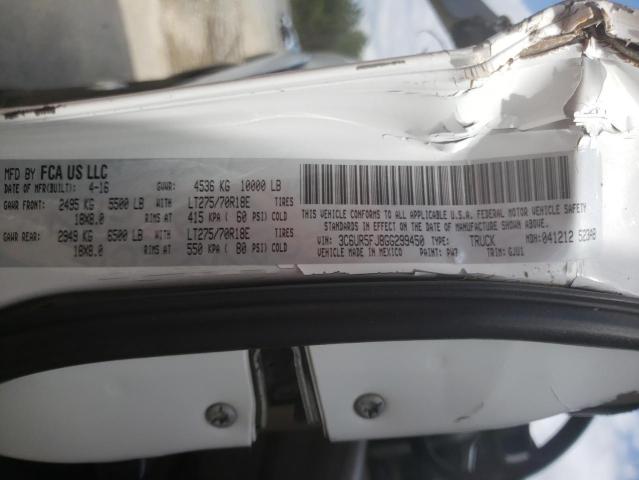 MFD BY FCA US LLC
DATE OF MFR(BUILT): 4-16 GVWR: 4536 KG 10000 LB
GAWR FRONT: 2495 KG 5500 LB WITH LT275/70R18E TIRES
18X8.0 RIMS AT 415 KPA ( 60 PSI) COLD
GAWR REAR: 2949 KG 6500 LB WITH LT275/70R18E TIRES
18X8.0 RIMS AT 550 KPA ( 80 PSI) COLD
THIS VEHICLE CONFORMS TO ALL APPLICABLE U.S.A. FEDERAL MOTOR VEHICLE SAFETY
STANDARDS IN EFFECT ON THE DATE OF MANUFACTURE SHOWN ABOVE.
VIN: 3C6UR5FJ8GG299450 TYPE: TRUCK MDH: 041212 523AB
VEHICLE MADE IN MEXICO PAINT: PW7 TRIM: